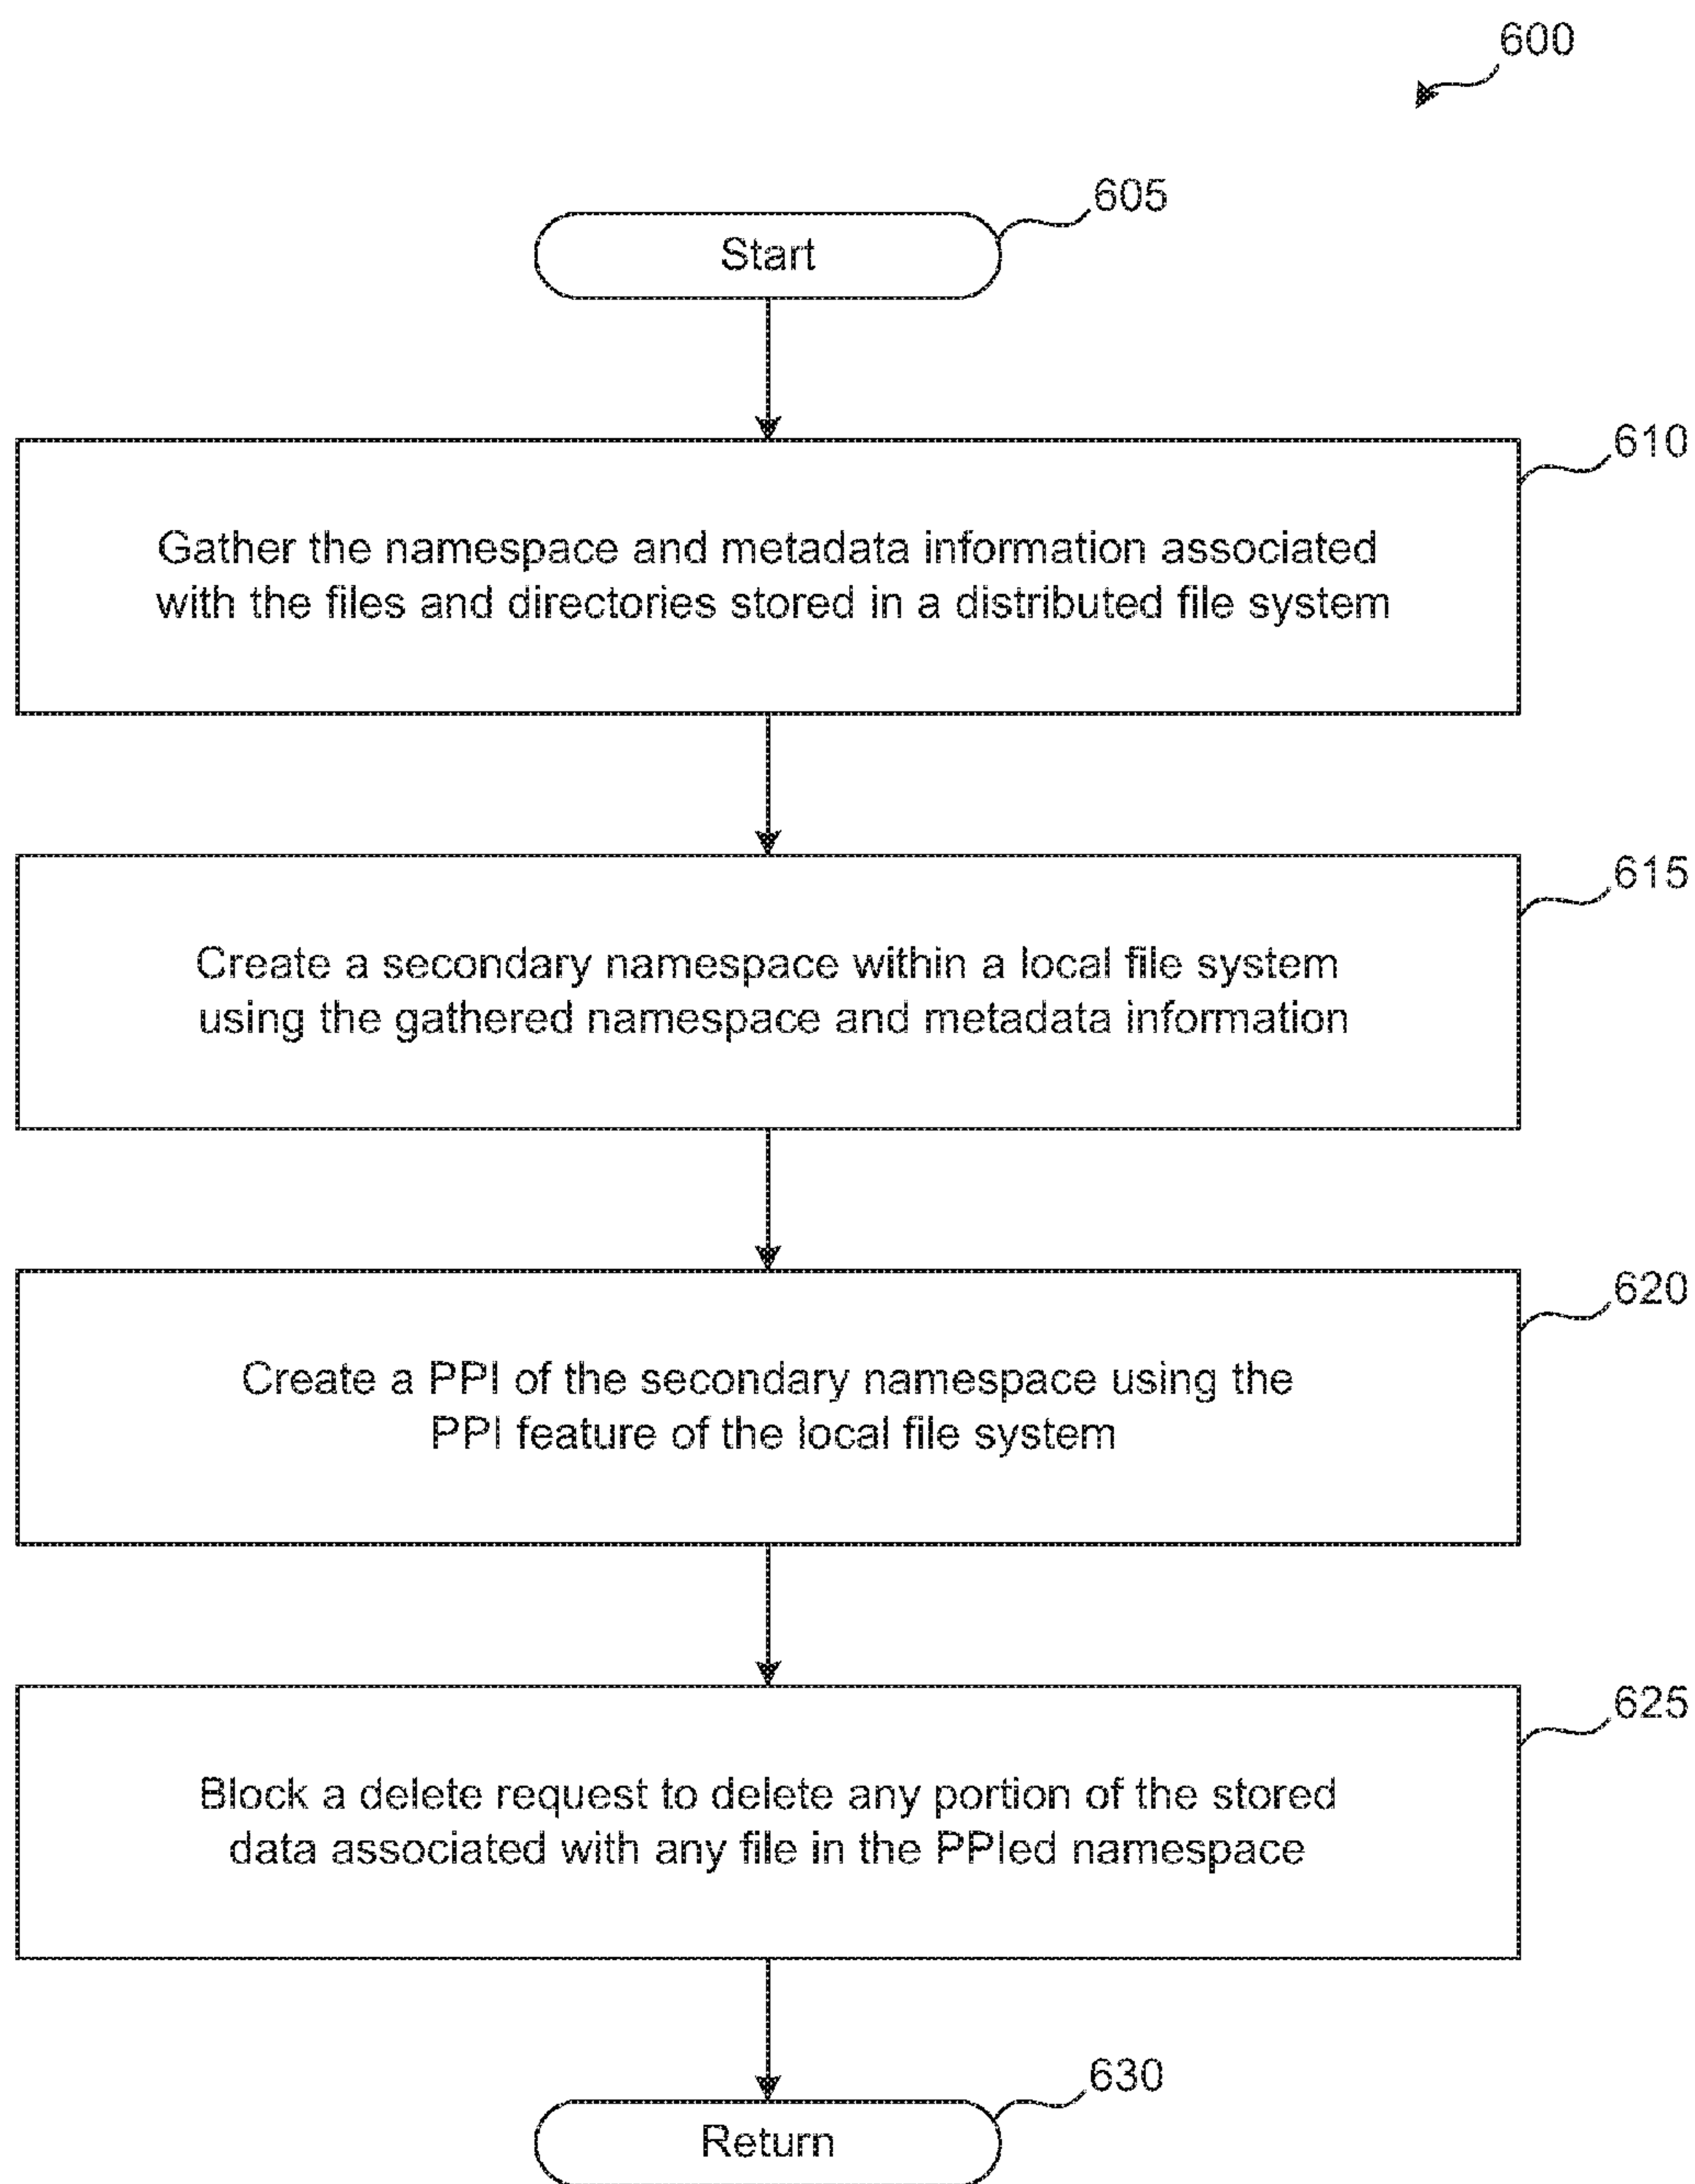 600
605
Start
610
Gather the namespace and metadata information associated
with the files and directories stored in a distributed file system
615
Create a secondary namespace within a local file system
using the gathered namespace and metadata information
620
Create a PPI of the secondary namespace using the
PPI feature of the local file system
625
Block a delete request to delete any portion of the stored
data associated with any file in the PPIed namespace
630
Return